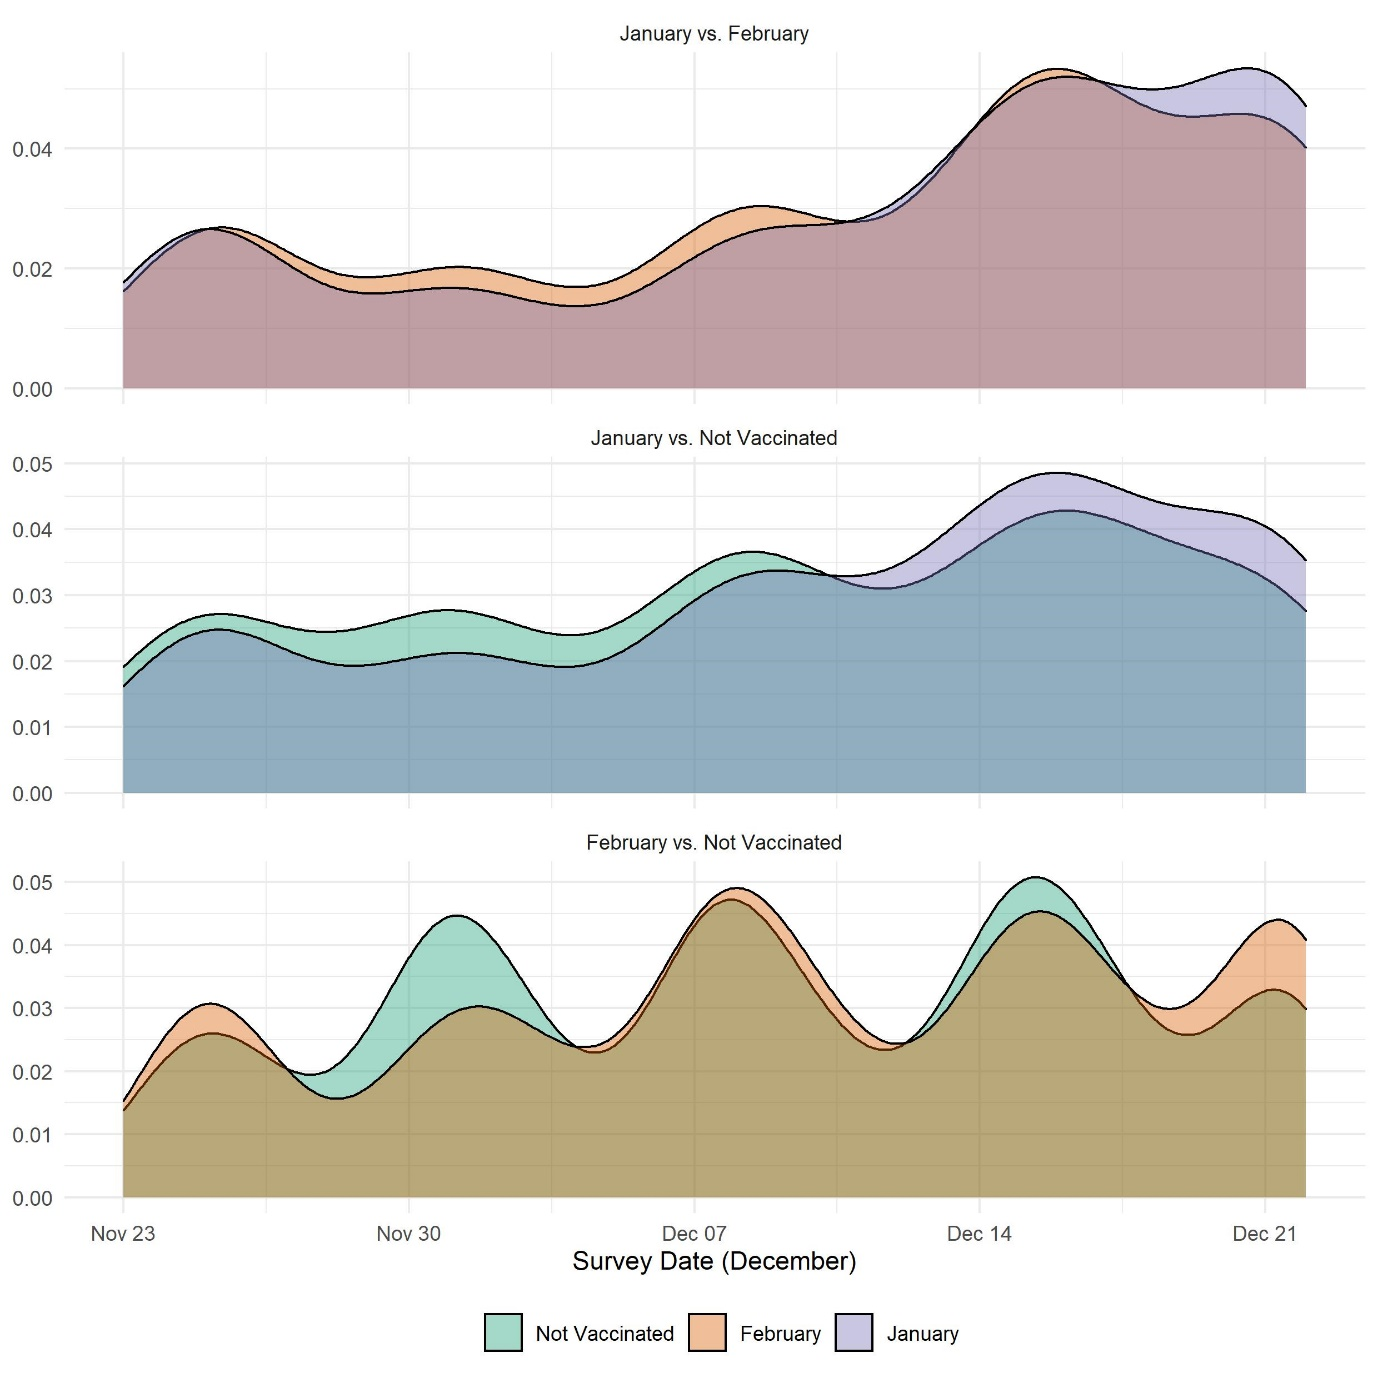 January vs. February
0.04
0.02
0.00
January vs. Not Vaccinated
0.05
0.04
0.03
0.02
0.01
0.00
February vs. Not Vaccinated
0.05
0.04
0.03
0.02
0.01
0.00
Nov 23 Nov 30 Dec 07 Dec 14 Dec 21
Survey Date (December)
Not Vaccinated February January